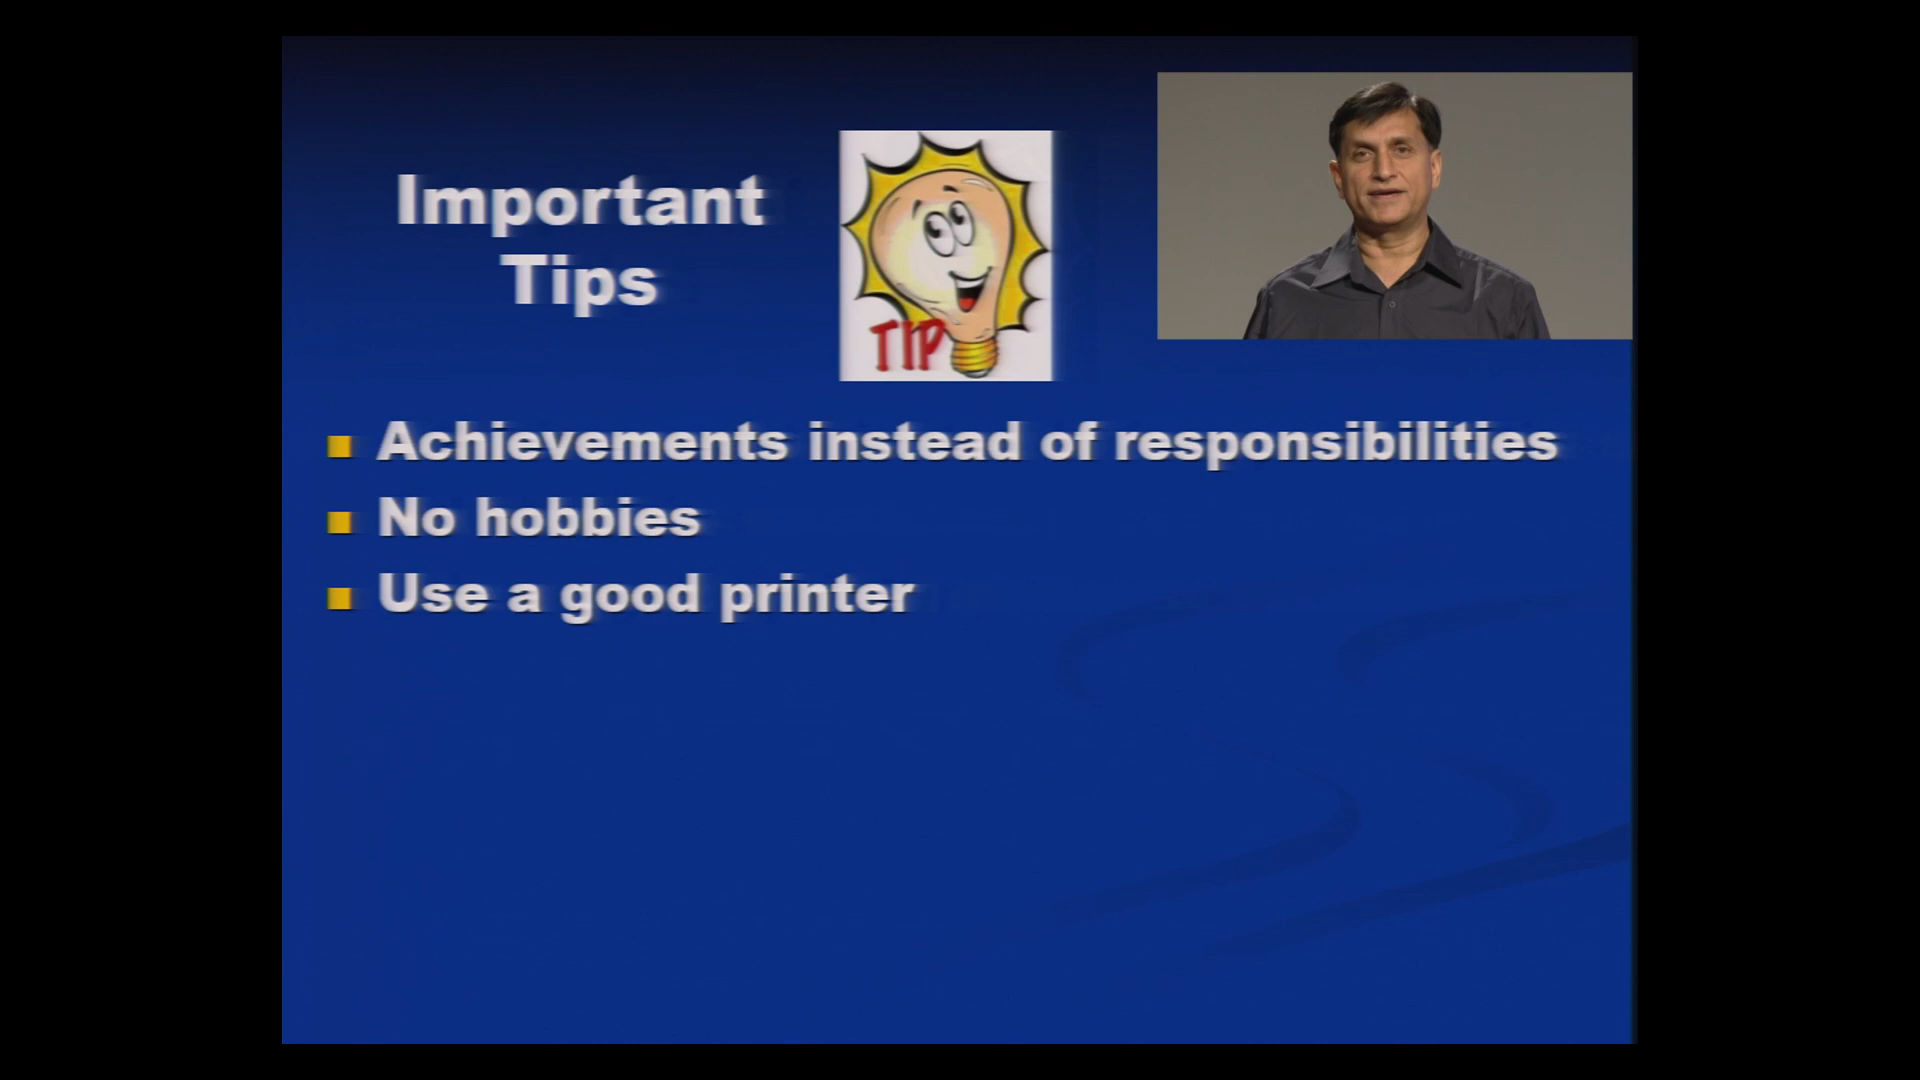 Important
Tips
TIP
Achievements instead of responsibilities
No hobbies
Use a good printer